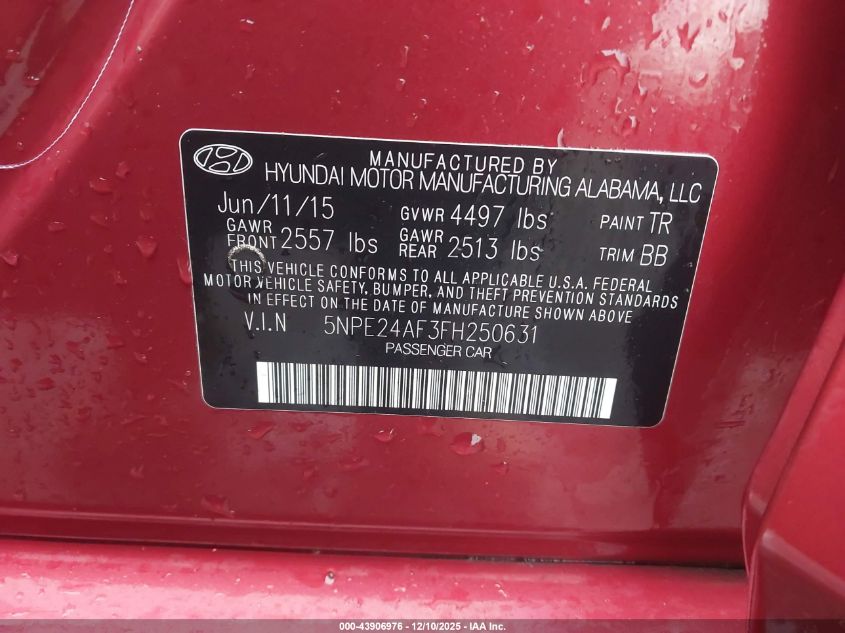 MANUFACTURED BY
HYUNDAI MOTOR MANUFACTURING ALABAMA, LLC
Jun/11/15 GVWR 4497 lbs PAINT TR
GAWR FRONT 2557 lbs GAWR REAR 2513 lbs TRIM BB
THIS VEHICLE CONFORMS TO ALL APPLICABLE U.S.A. FEDERAL
MOTOR VEHICLE SAFETY, BUMPER, AND THEFT PREVENTION STANDARDS
IN EFFECT ON THE DATE OF MANUFACTURE SHOWN ABOVE
V.I.N 5NPE24AF3FH250631
PASSENGER CAR
000-43906976 - 12/10/2025 - IAA Inc.